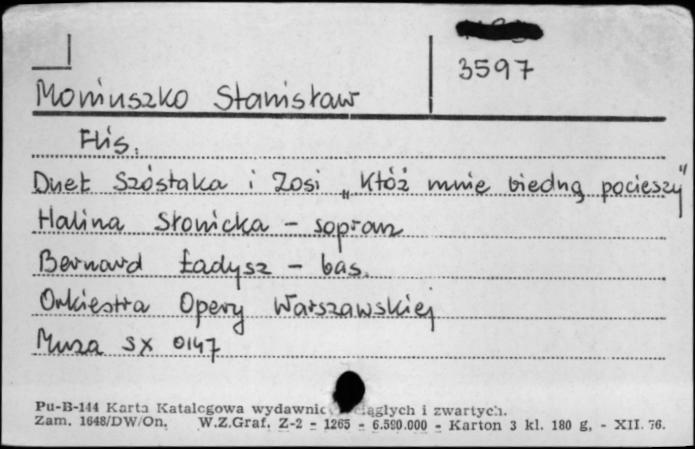 3597
Moniuszko Stanisław
Flis.
Duet Szóstaka i Zosi „Któż mnie biedną pocieszy"
Halina Słonicka - sopran
Bernard Ładysz - bas.
Orkiestra Opery Warszawskiej
Muza SX 0147
Pu-B-144 Karta Katalogowa wydawnic ciągłych i zwartych.
Zam. 1648/DW/On. W.Z.Graf. Z-2 - 1265 - 6.590.000 - Karton 3 kl. 180 g, - XII. 76.